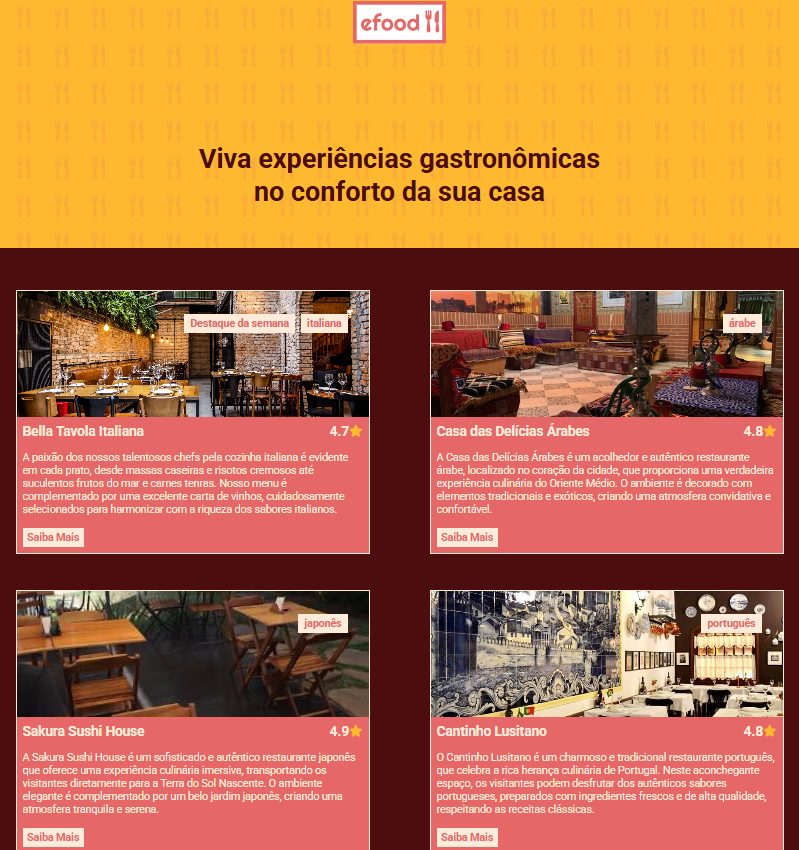 efood
Viva experiências gastronômicas
no conforto da sua casa
Destaque da semana
italiana
Bella Tavola Italiana
4.7
A paixão dos nossos talentosos chefs pela cozinha italiana é evidente
em cada prato, desde massas caseiras e risotos cremosos até
suculentos frutos do mar e carnes tenras. Nosso menu é
complementado por uma excelente carta de vinhos, cuidadosamente
selecionados para harmonizar com a riqueza dos sabores italianos.
Saiba Mais
árabe
Casa das Delícias Árabes
4.8
A Casa das Delícias Árabes é um acolhedor e autêntico restaurante
árabe, localizado no coração da cidade, que proporciona uma verdadeira
experiência culinária do Oriente Médio. O ambiente é decorado com
elementos tradicionais e exóticos, criando uma atmosfera convidativa e
confortável.
Saiba Mais
japonês
Sakura Sushi House
4.9
A Sakura Sushi House é um sofisticado e autêntico restaurante japonês
que oferece uma experiência culinária imersiva, transportando os
visitantes diretamente para a Terra do Sol Nascente. O ambiente
elegante é complementado por um belo jardim japonês, criando uma
atmosfera tranquila e serena.
Saiba Mais
português
Cantinho Lusitano
4.8
O Cantinho Lusitano é um charmoso e tradicional restaurante português,
que celebra a rica herança culinária de Portugal. Neste aconchegante
espaço, os visitantes podem desfrutar dos autênticos sabores
portugueses, preparados com ingredientes frescos e de alta qualidade,
respeitando as receitas clássicas.
Saiba Mais